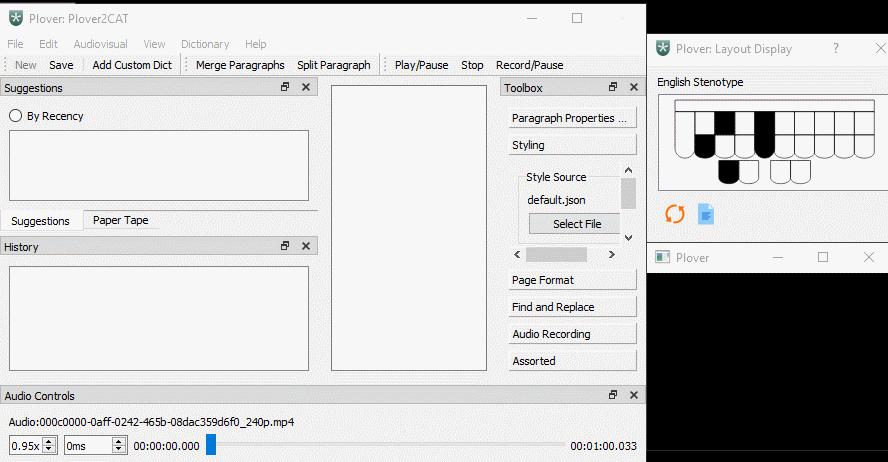 Plover: Plover2CAT
File Edit Audiovisual View Dictionary Help
New Save Add Custom Dict Merge Paragraphs Split Paragraph Play/Pause Stop Record/Pause
Suggestions
By Recency
Suggestions Paper Tape
History
Toolbox
Paragraph Properties ...
Styling
Style Source
default.json
Select File
Page Format
Find and Replace
Audio Recording
Assorted
Audio Controls
Audio:000c0000-0aff-0242-465b-08dac359d6f0_240p.mp4
0.95x 0ms 00:00:00.000 00:01:00.033
Plover: Layout Display ?
English Stenotype
Plover